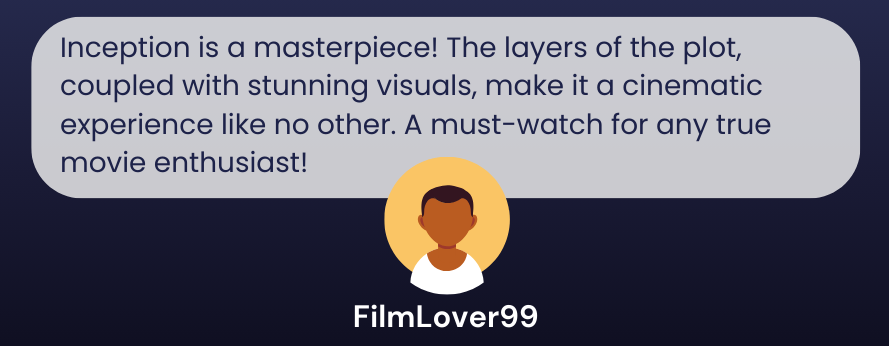 Inception is a masterpiece! The layers of the plot,
coupled with stunning visuals, make it a cinematic
experience like no other. A must-watch for any true
movie enthusiast!
FilmLover99